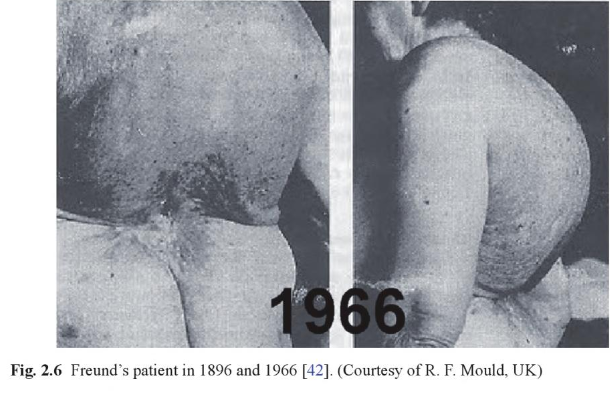 1966
Fig. 2.6 Freund's patient in 1896 and 1966 [42]. (Courtesy of R. F. Mould, UK)